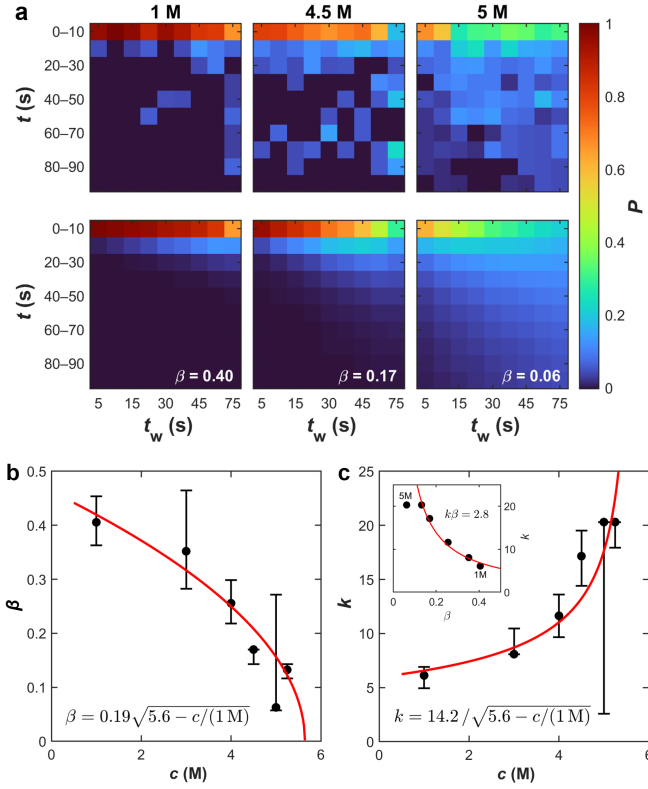 a
1 M
4.5 M
5 M
P
t (s)
0–10
20–30
40–50
60–70
80–90
1
0.8
0.6
0.4
0.2
0
t (s)
0–10
20–30
40–50
60–70
80–90
β = 0.40
β = 0.17
β = 0.06
5 15 30 45 75
5 15 30 45 75
5 15 30 45 75
t_w (s)
t_w (s)
t_w (s)
b
β
0.5
0.4
0.3
0.2
0.1
0
β = 0.19√5.6 − c/(1 M)
0 2 4 6
c (M)
c
k
25
20
15
10
5
0
5M
kβ = 2.8
1M
20
10
0
k
0 0.2 0.4
β
k = 14.2/√5.6 − c/(1 M)
0 2 4 6
c (M)